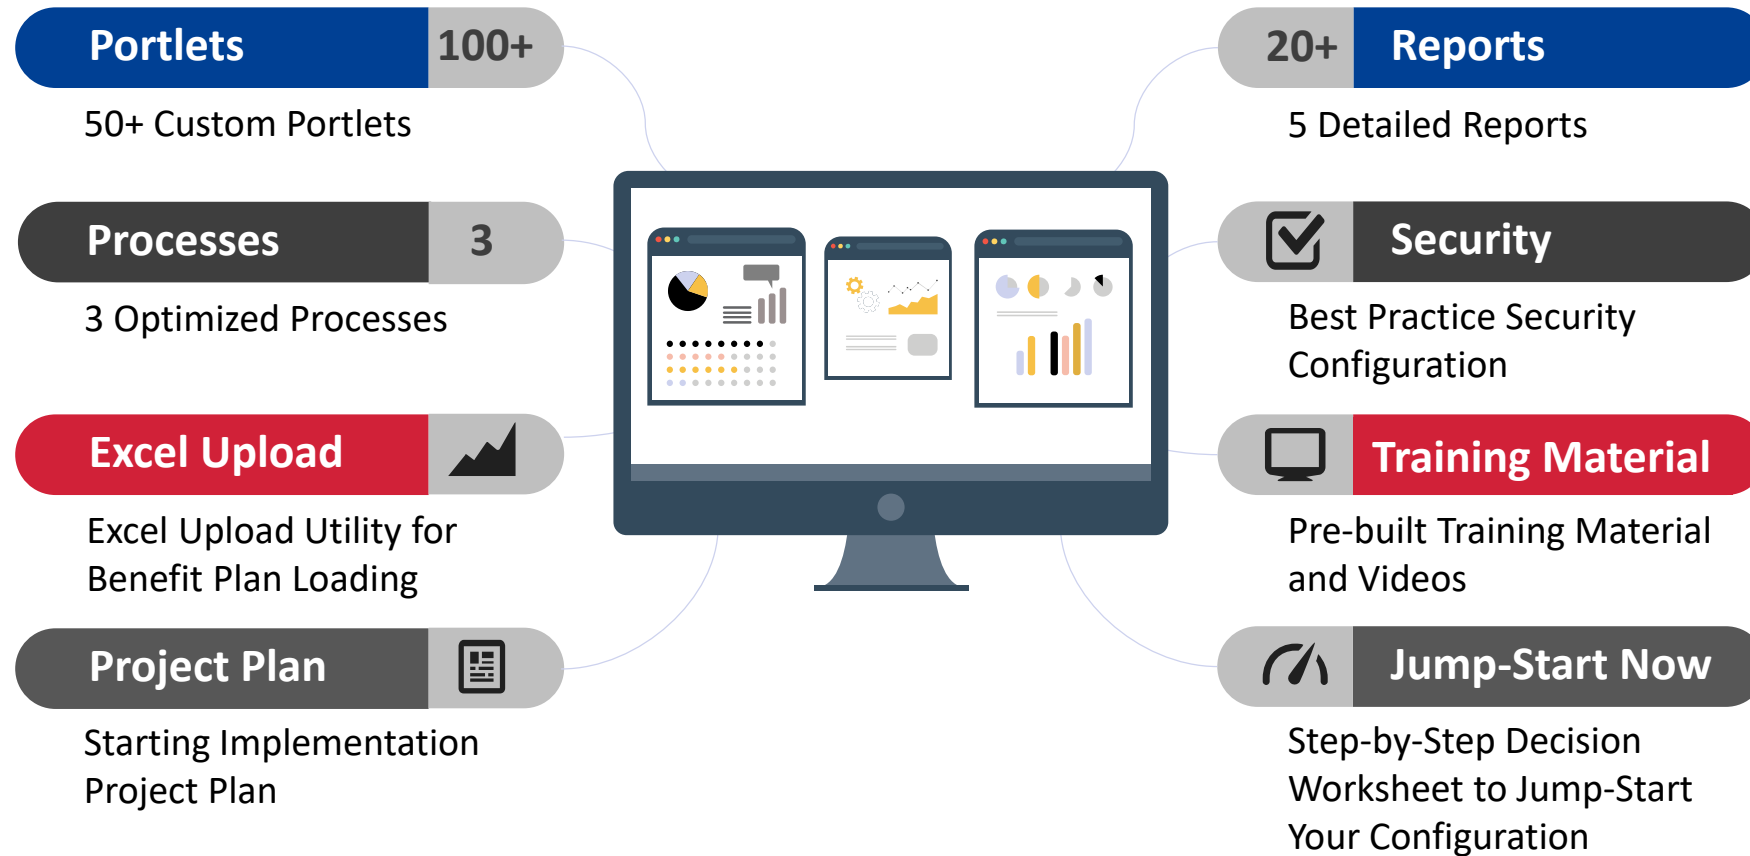 Portlets 100+
50+ Custom Portlets
Processes 3
3 Optimized Processes
Excel Upload
Excel Upload Utility for
Benefit Plan Loading
Project Plan
Starting Implementation
Project Plan
20+ Reports
5 Detailed Reports
Security
Best Practice Security
Configuration
Training Material
Pre-built Training Material
and Videos
Jump-Start Now
Step-by-Step Decision
Worksheet to Jump-Start
Your Configuration